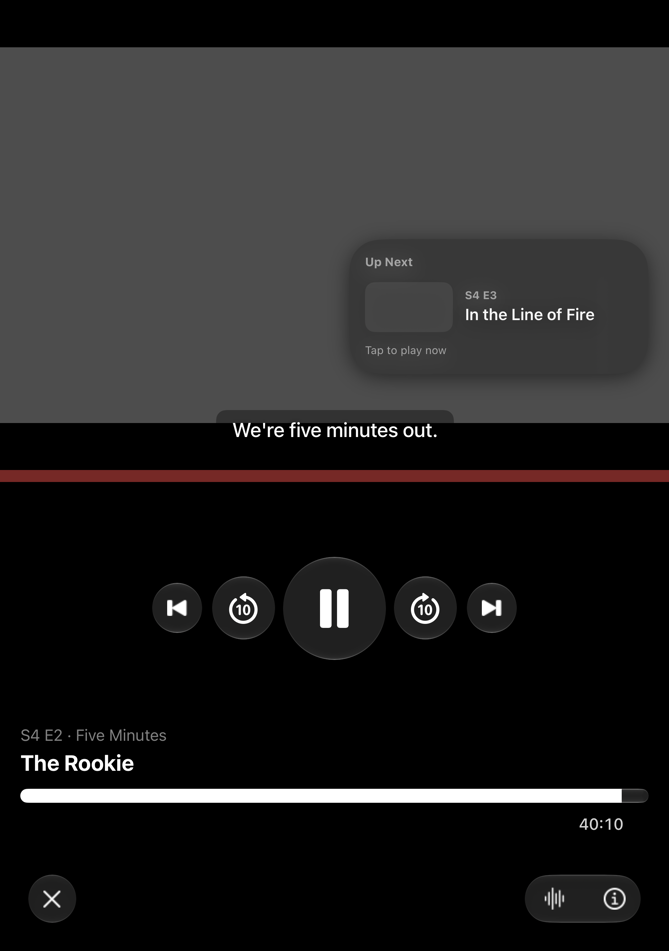 Up Next
S4 E3
In the Line of Fire
Tap to play now
We're five minutes out.
10
10
S4 E2 · Five Minutes
The Rookie
40:10